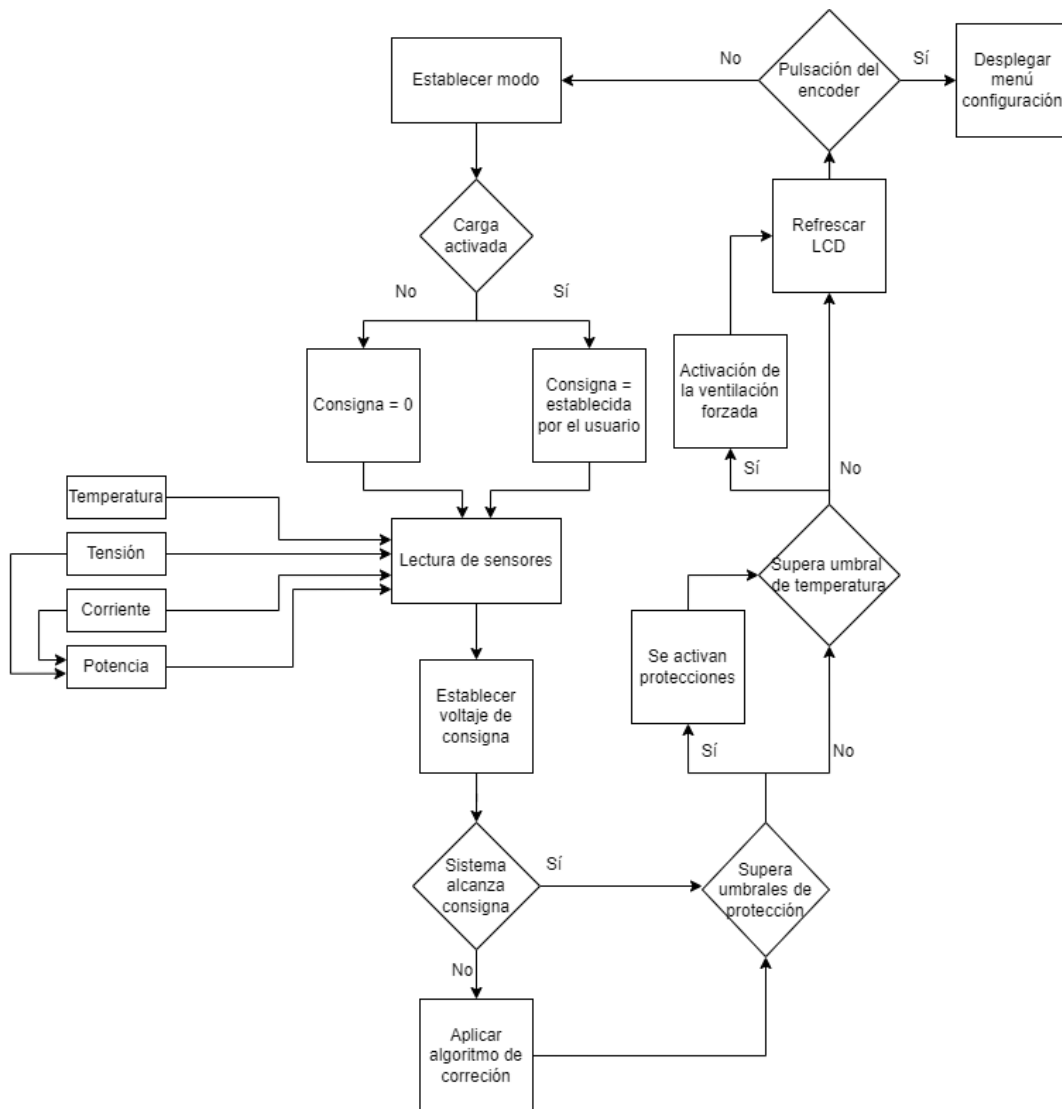 Establecer modo
No
Pulsación del
encoder
Sí
Desplegar
menú
configuración
Carga
activada
Refrescar
LCD
No
Sí
Consigna = 0
Consigna =
establecida
por el usuario
Activación de
la ventilación
forzada
Sí
No
Temperatura
Tensión
Corriente
Potencia
Lectura de sensores
Supera umbral
de temperatura
Se activan
protecciones
Establecer
voltaje de
consigna
Sí
No
Sistema
alcanza
consigna
Sí
Supera
umbrales de
protección
No
Aplicar
algoritmo de
correción